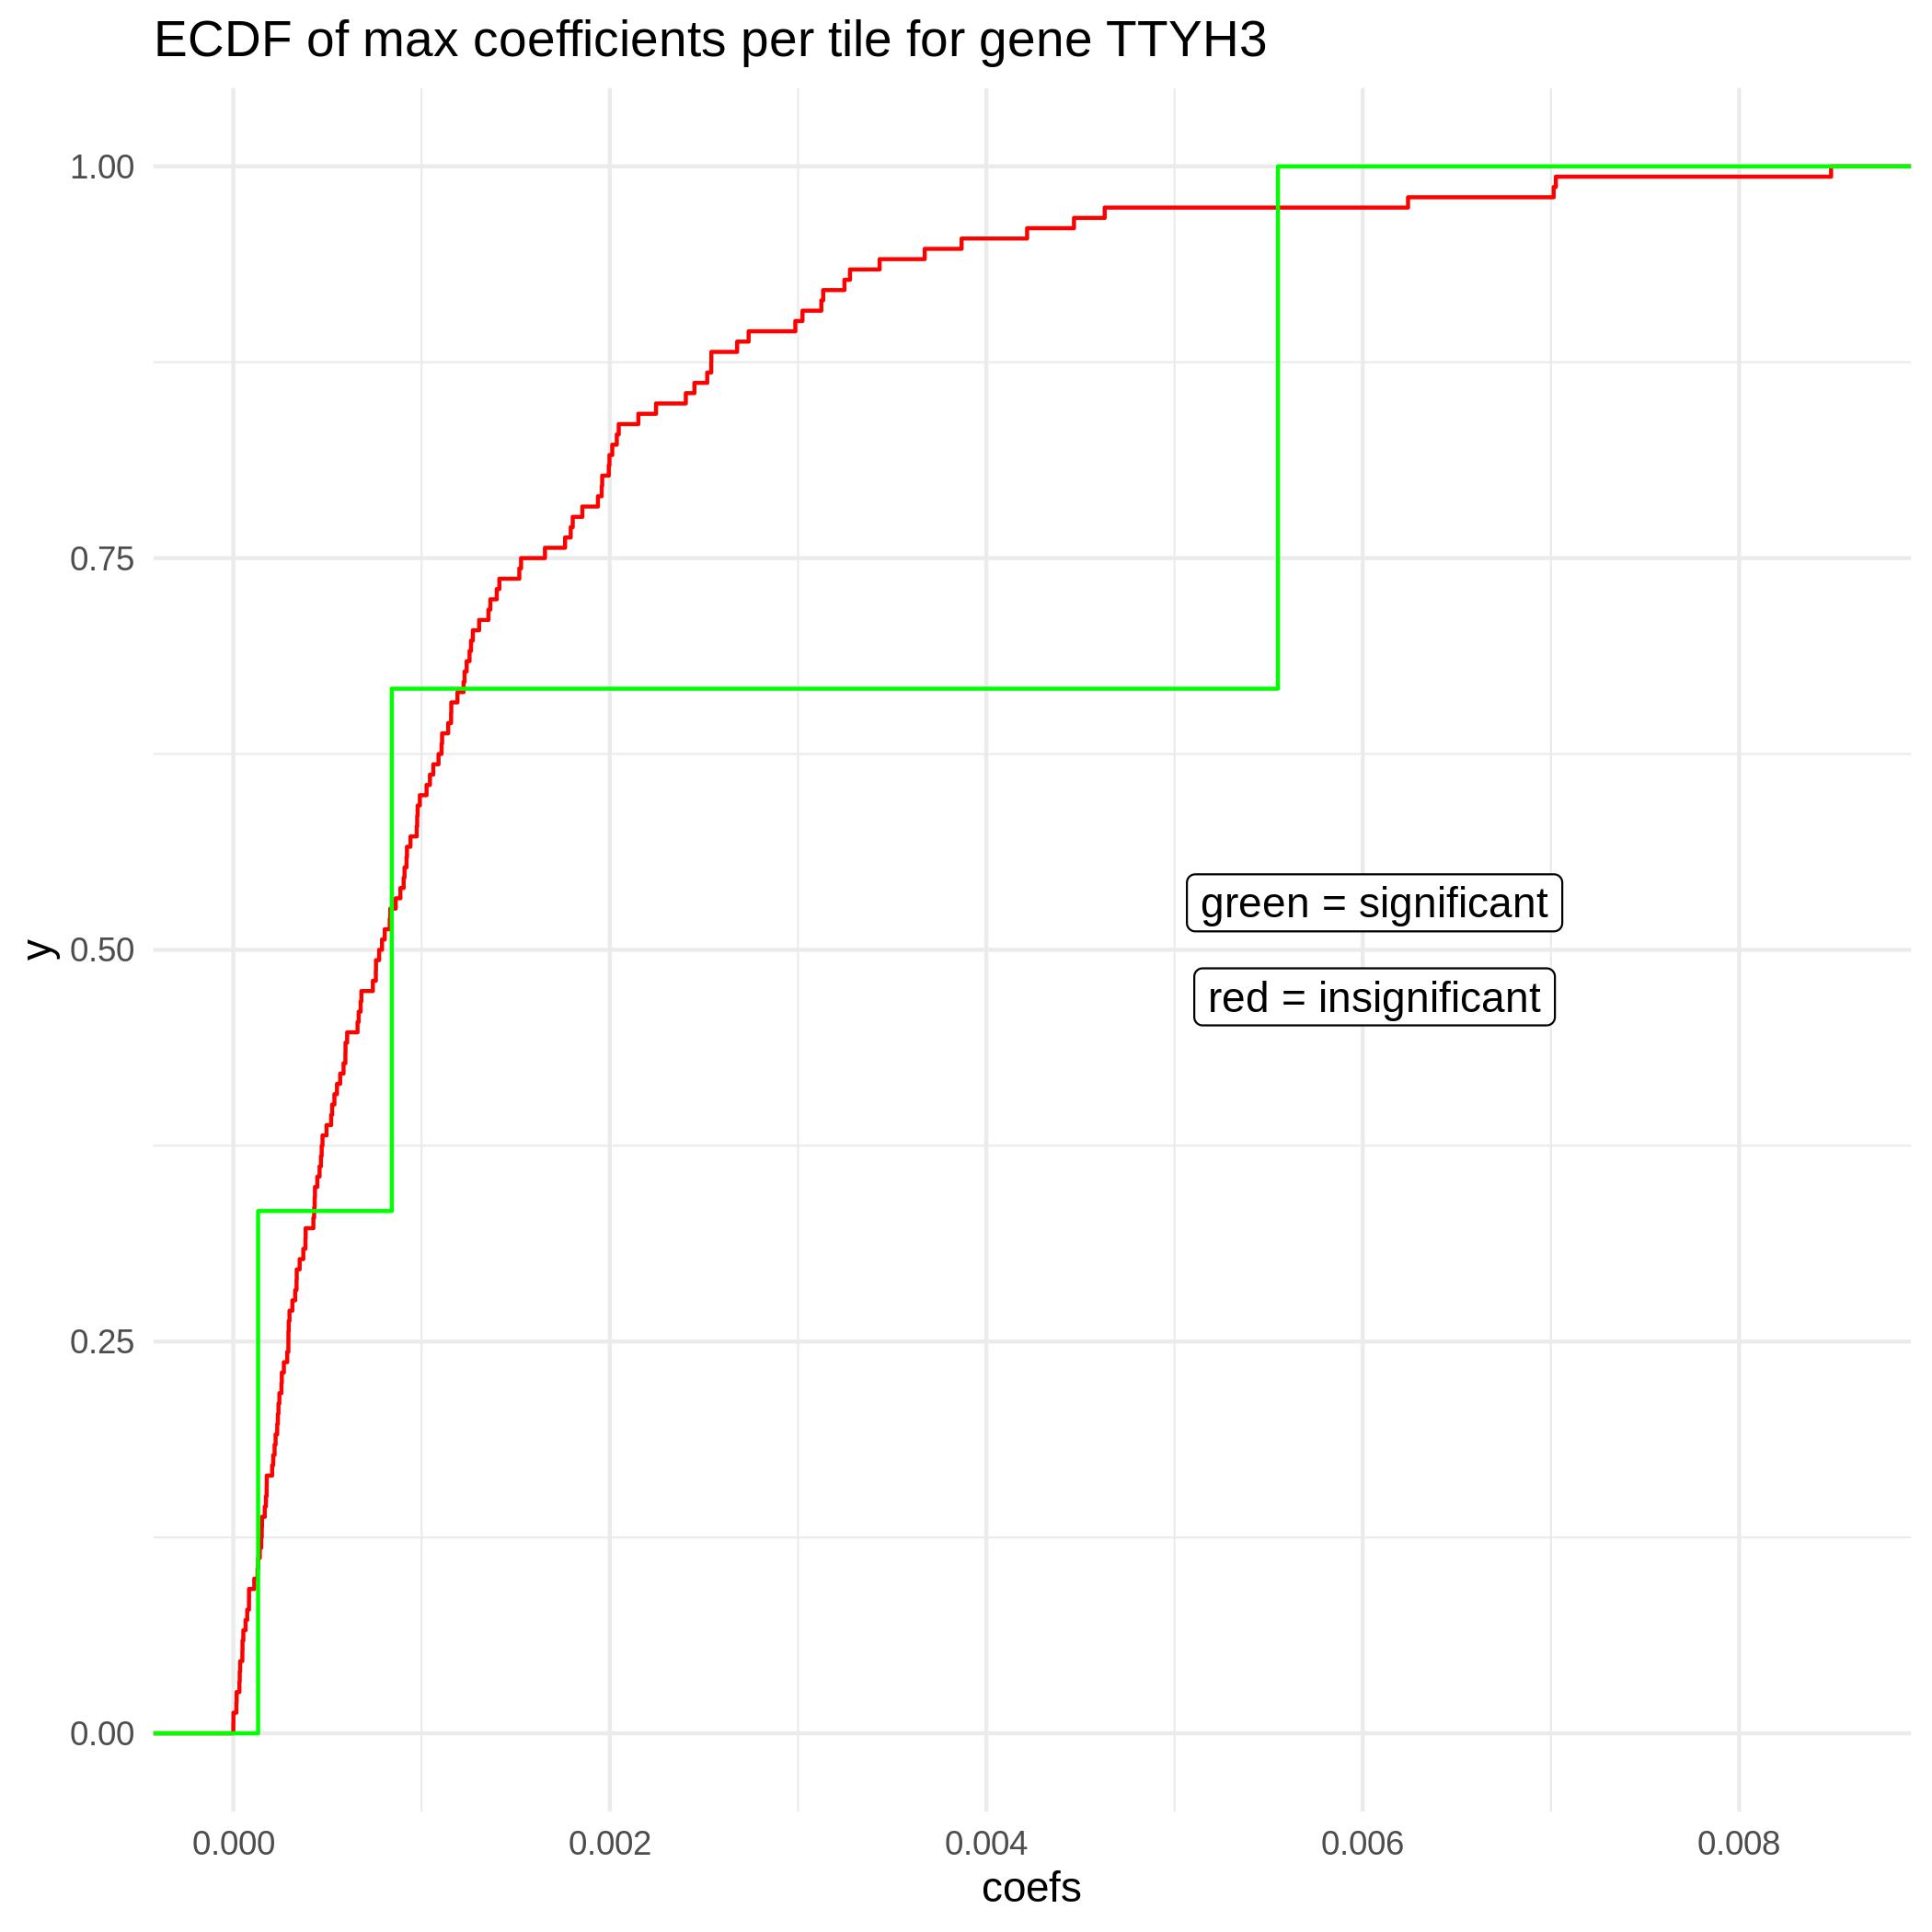 ECDF of max coefficients per tile for gene TTYH3
1.00
0.75
0.50
0.25
0.00
y
green = significant
red = insignificant
0.000
0.002
0.004
0.006
0.008
coefs